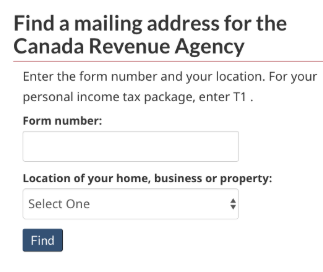 Find a mailing address for the
Canada Revenue Agency
Enter the form number and your location. For your
personal income tax package, enter T1 .
Form number:
Location of your home, business or property:
Select One
Find